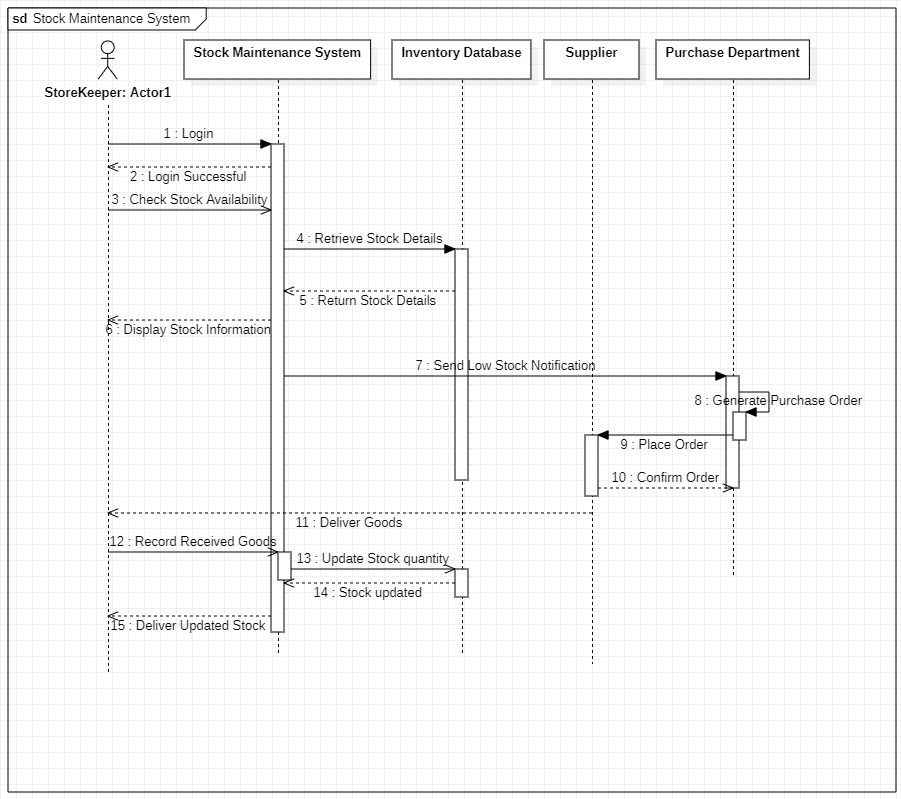 sd Stock Maintenance System
Stock Maintenance System
Inventory Database
Supplier
Purchase Department
StoreKeeper: Actor1
1 : Login
2 : Login Successful
3 : Check Stock Availability
4 : Retrieve Stock Details
5 : Return Stock Details
6 : Display Stock Information
7 : Send Low Stock Notification
8 : Generate Purchase Order
9 : Place Order
10 : Confirm Order
11 : Deliver Goods
12 : Record Received Goods
13 : Update Stock quantity
14 : Stock updated
15 : Deliver Updated Stock